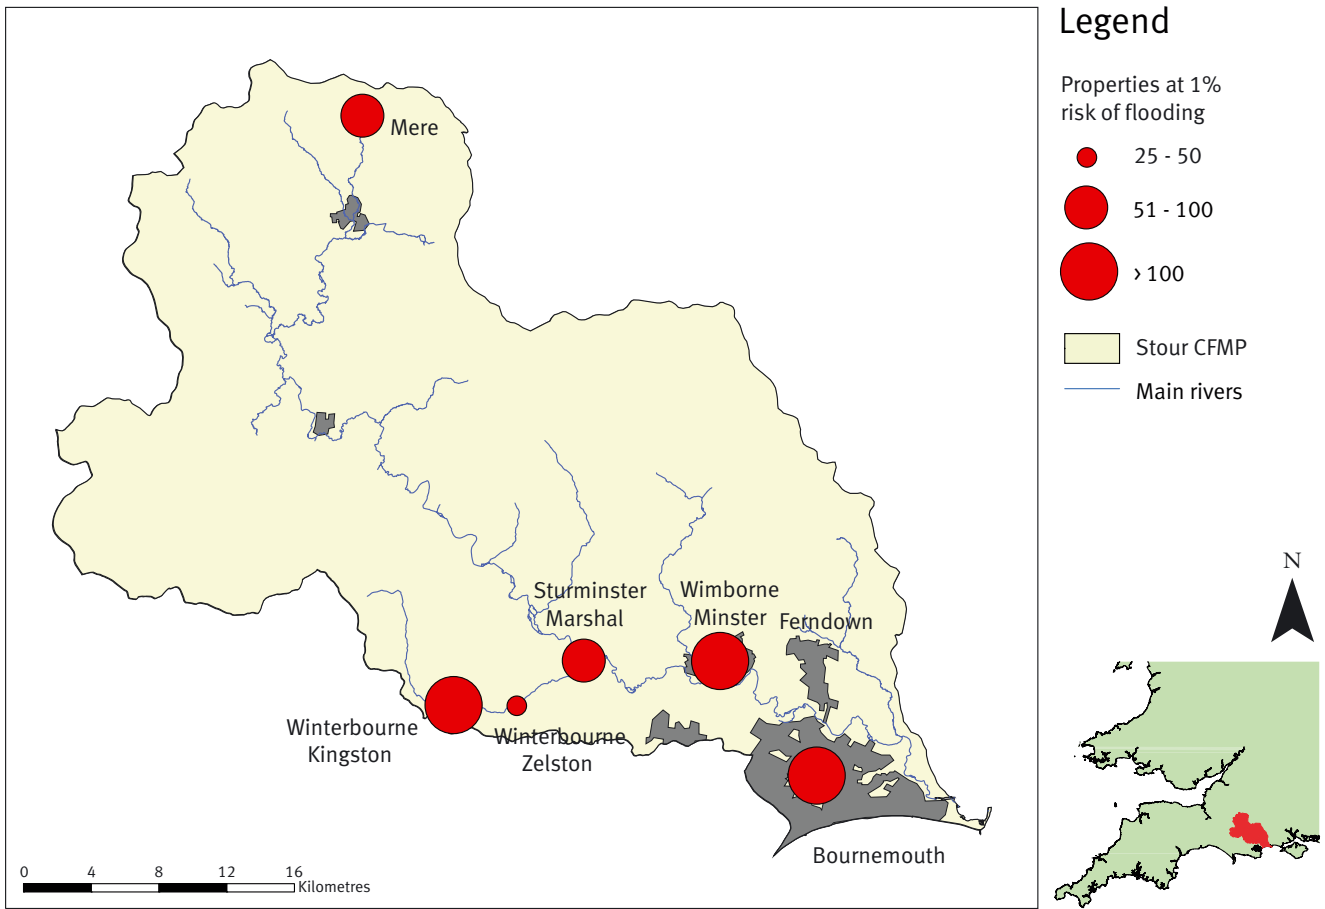 Legend
Properties at 1%
risk of flooding
25 - 50
51 - 100
> 100
Stour CFMP
Main rivers
N
Mere
Sturminster
Marshal
Wimborne
Minster
Ferndown
Winterbourne
Kingston
Winterbourne
Zelston
Bournemouth
0 4 8 12 16
Kilometres